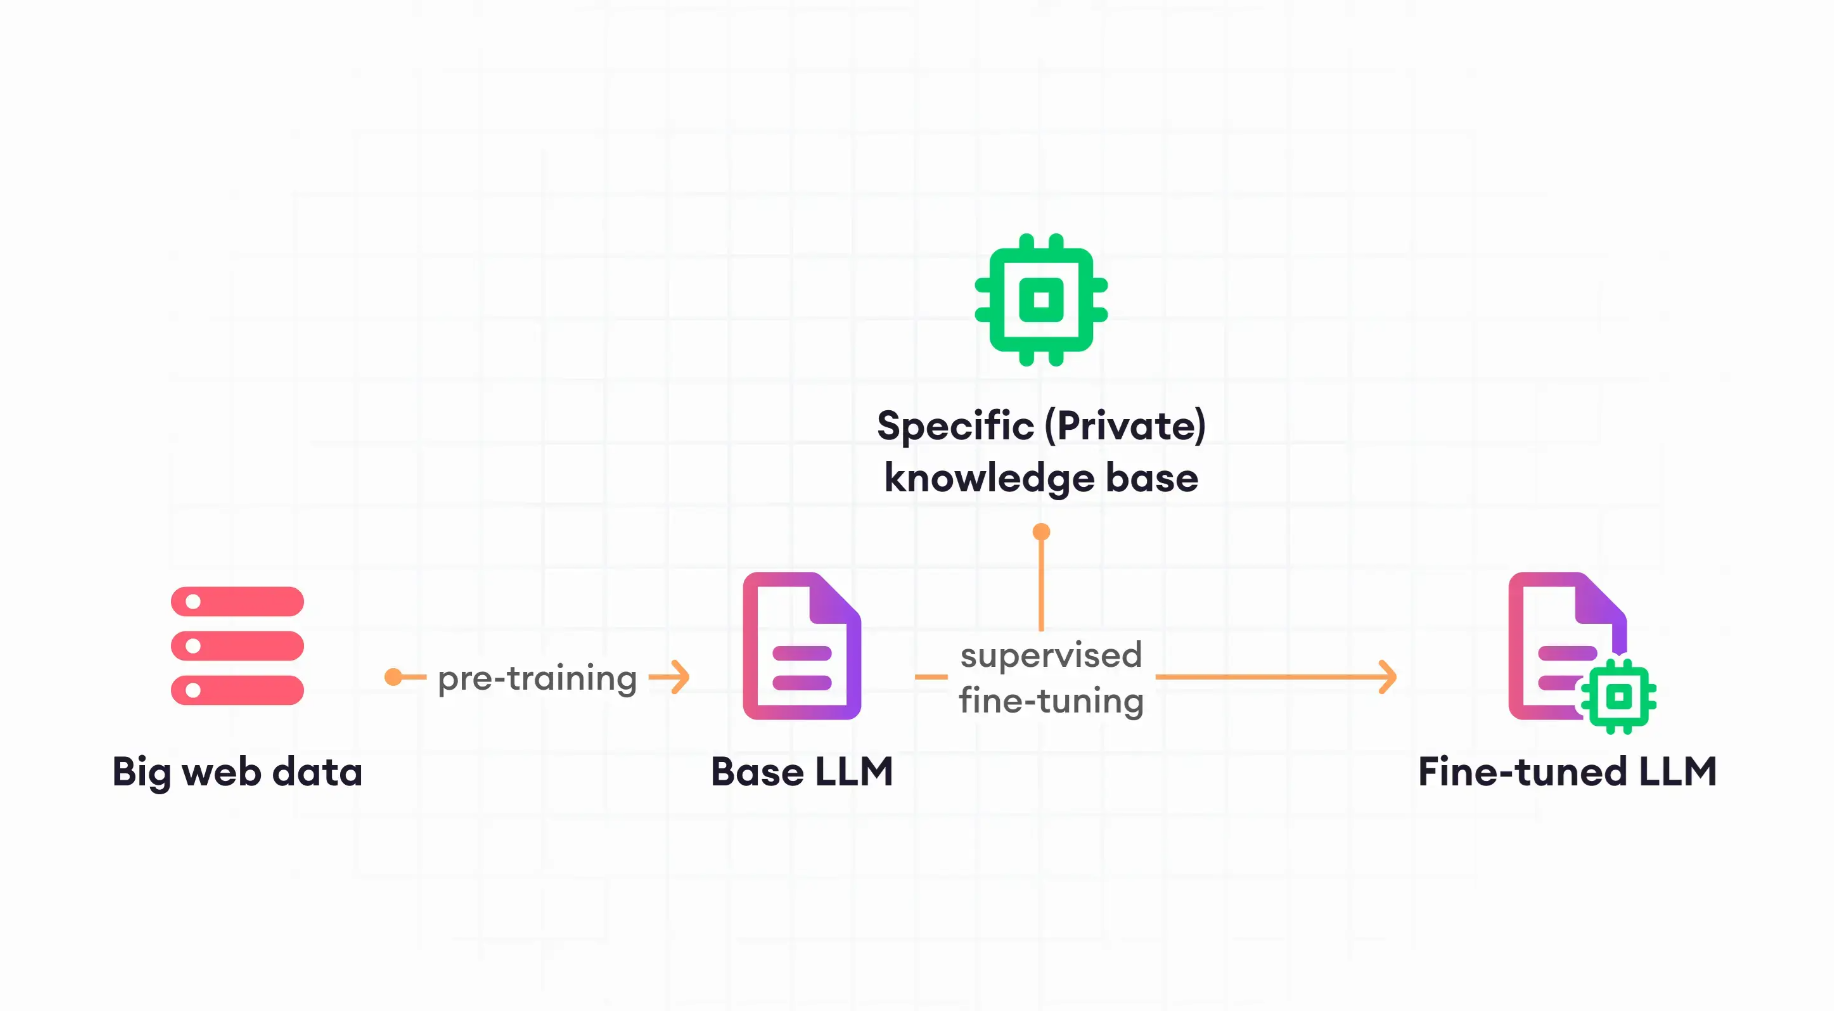 Specific (Private)
knowledge base
pre-training
supervised
fine-tuning
Big web data
Base LLM
Fine-tuned LLM